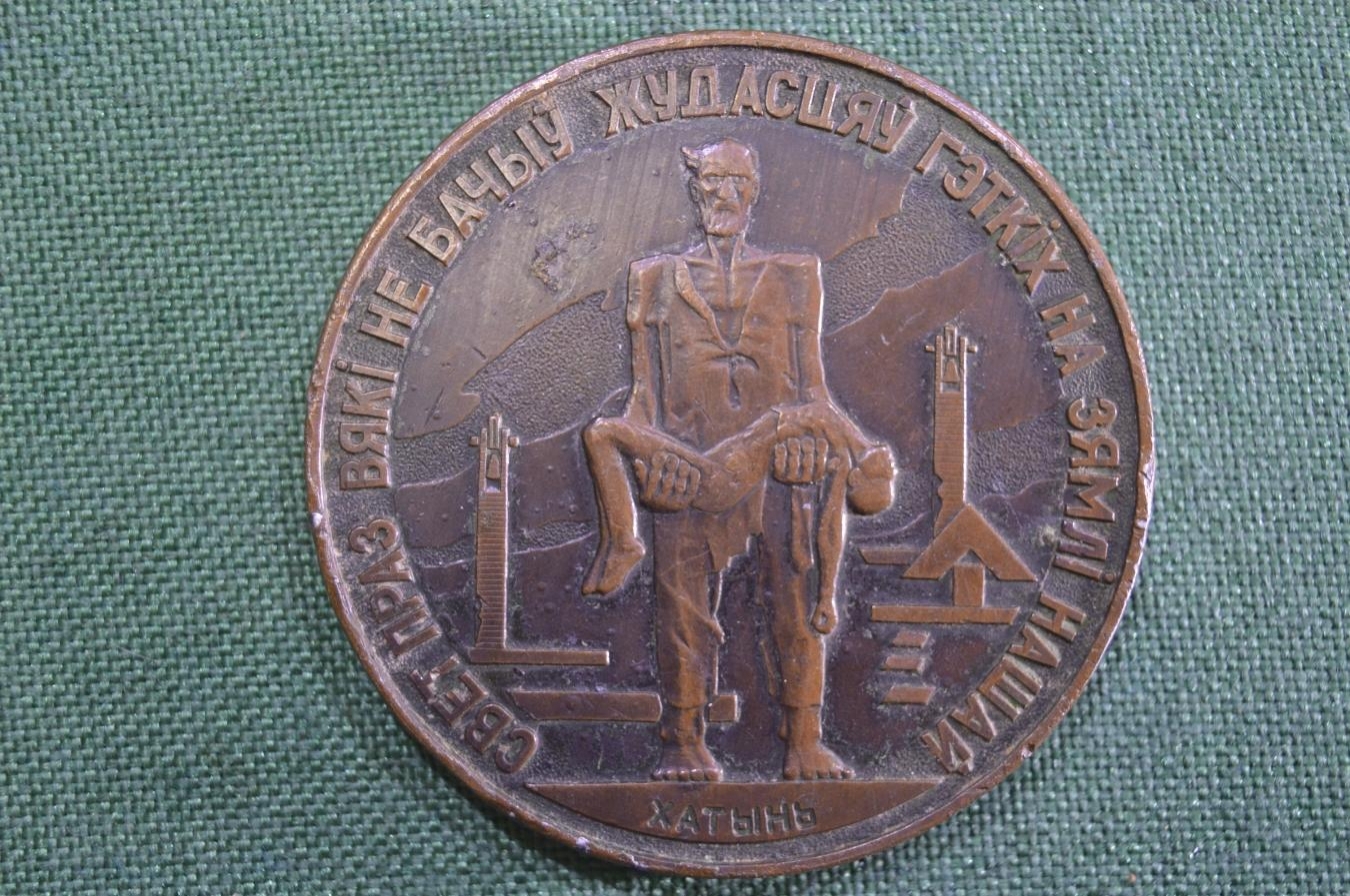 СВЕТ ПРАЗ ВЯКІ НЕ БАЧЫЎ ЖУДАСЦЯЎ ГЭТКІХ НА ЗЯМЛІ НАШАЙ
ХАТЫНЬ